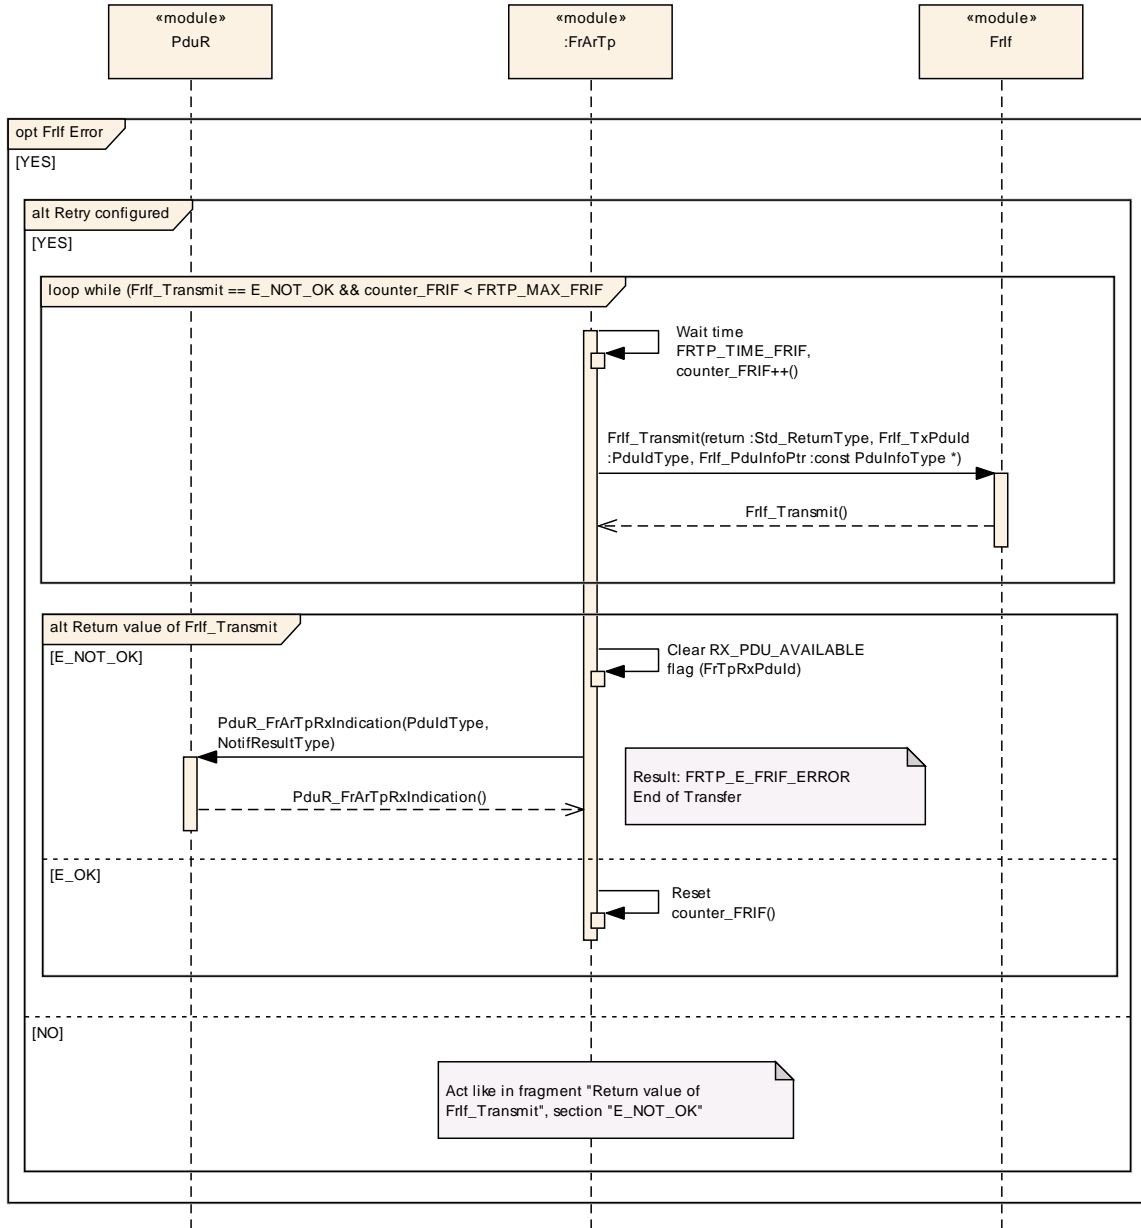 «module»
PduR
«module»
:FrArTp
«module»
FrIf
opt FrIf Error
[YES]
alt Retry configured
[YES]
loop while (FrIf_Transmit == E_NOT_OK && counter_FRIF < FRTP_MAX_FRIF
Wait time
FRTP_TIME_FRIF,
counter_FRIF++()
FrIf_Transmit(return :Std_ReturnType, FrIf_TxPduId
:PduIdType, FrIf_PduInfoPtr :const PduInfoType *)
FrIf_Transmit()
alt Return value of FrIf_Transmit
[E_NOT_OK]
Clear RX_PDU_AVAILABLE
flag (FrTpRxPduId)
PduR_FrArTpRxIndication(PduIdType,
NotifResultType)
Result: FRTP_E_FRIF_ERROR
End of Transfer
PduR_FrArTpRxIndication()
[E_OK]
Reset
counter_FRIF()
[NO]
Act like in fragment "Return value of
FrIf_Transmit", section "E_NOT_OK"